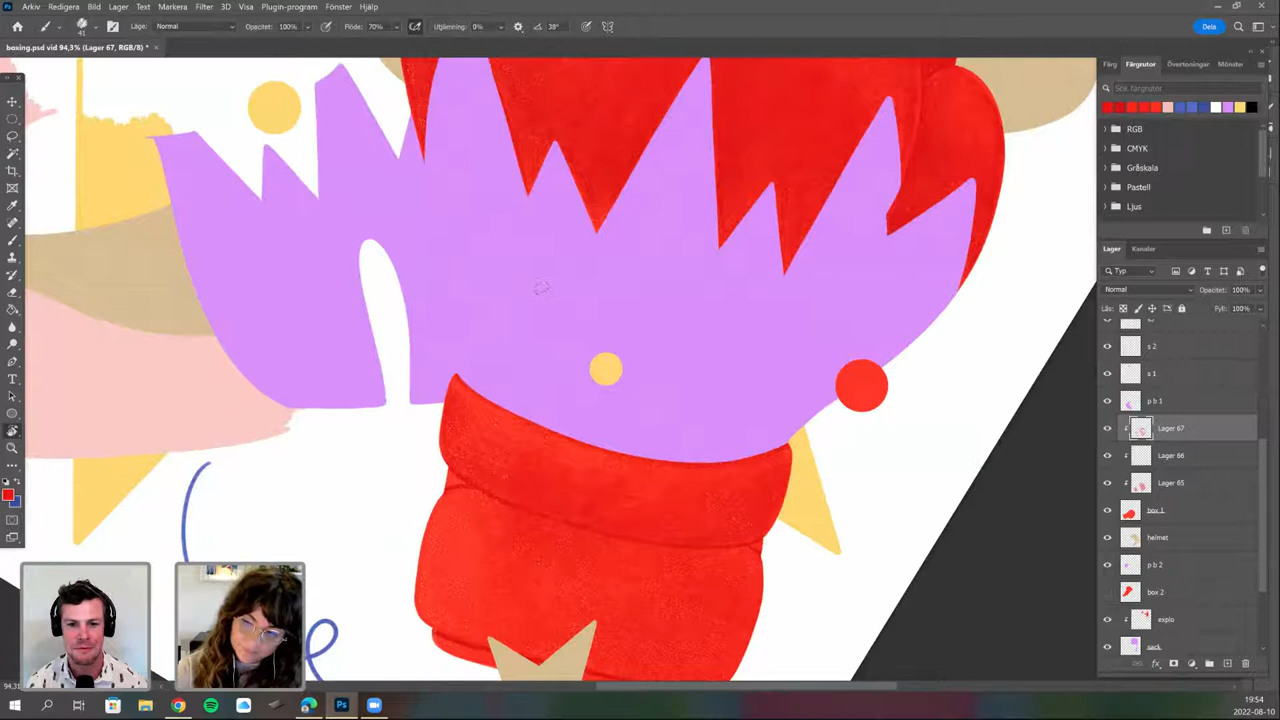 Arkiv Redigera Bild Lager Text Markera Filter 3D Visa Plugin-program Fönster Hjälp
41 Läge: Normal Opacitet: 100% Flöde: 70% Utjämning: 0% 38° Dela
boxing.psd vid 94,3% (Lager 67, RGB/8) *
Färg Färgrutor Övertoningar Mönster
Sök färgrutor
RGB
CMYK
Gråskala
Pastell
Ljus
Lager Kanaler
Typ
Normal Opacitet: 100%
Lås: Fyll: 100%
s 2
s 1
p b 1
Lager 67
Lager 66
Lager 65
box 1
helmet
p b 2
box 2
explo
sack
94,3
19:54
2022-08-10